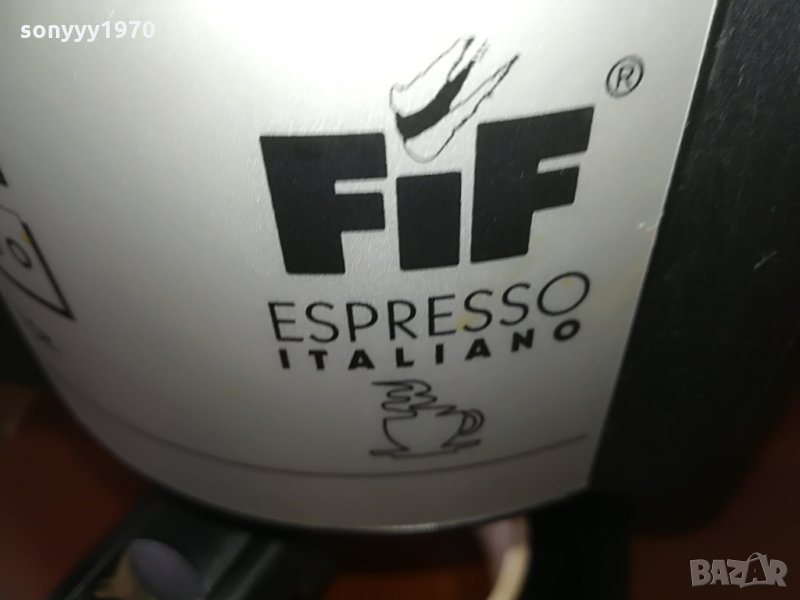 sonyyy1970
FiF®
ESPRESSO
ITALIANO
BAZAR